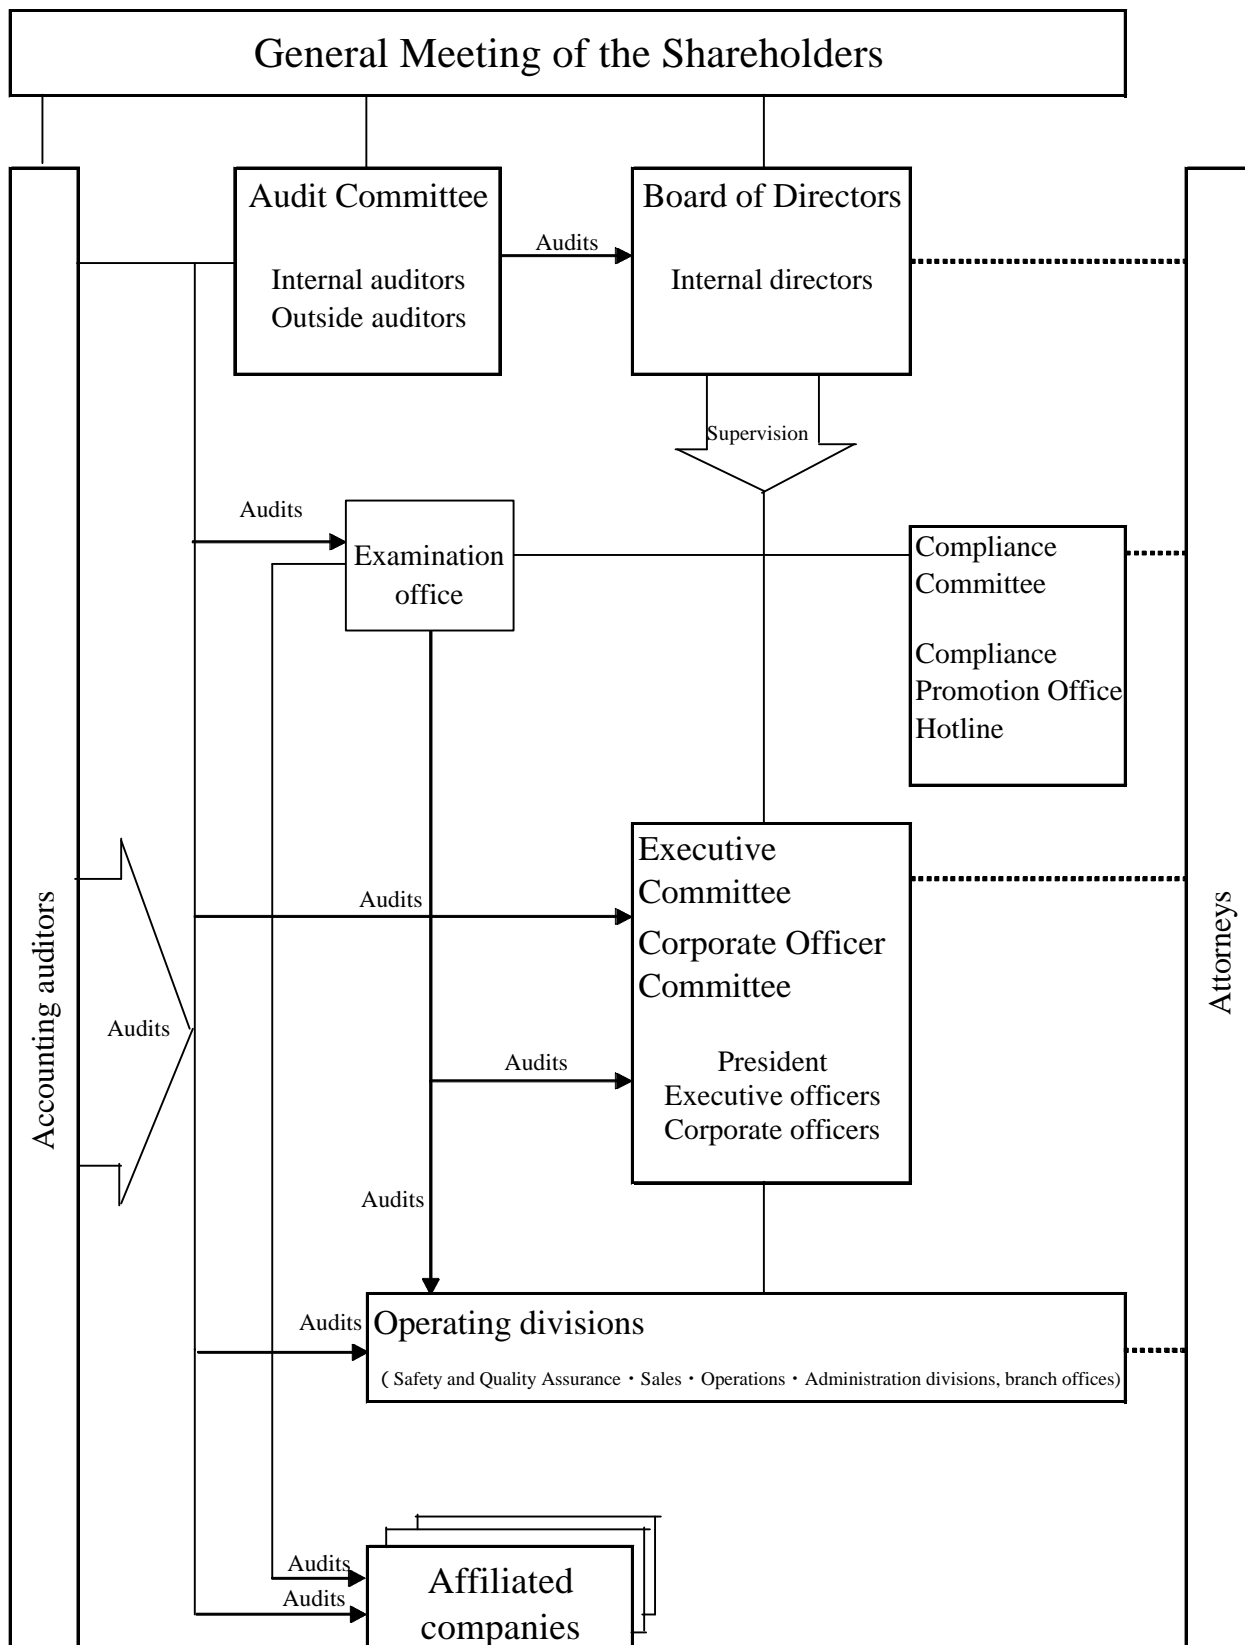 General Meeting of the Shareholders
Audit Committee
Internal auditors
Outside auditors
Audits
Board of Directors
Internal directors
Supervision
Audits
Examination
office
Compliance
Committee
Compliance
Promotion Office
Hotline
Accounting auditors
Audits
Audits
Executive
Committee
Corporate Officer
Committee
President
Executive officers
Corporate officers
Audits
Audits
Attorneys
Audits
Operating divisions
( Safety and Quality Assurance・Sales・Operations・Administration divisions, branch offices)
Audits
Audits
Affiliated
companies